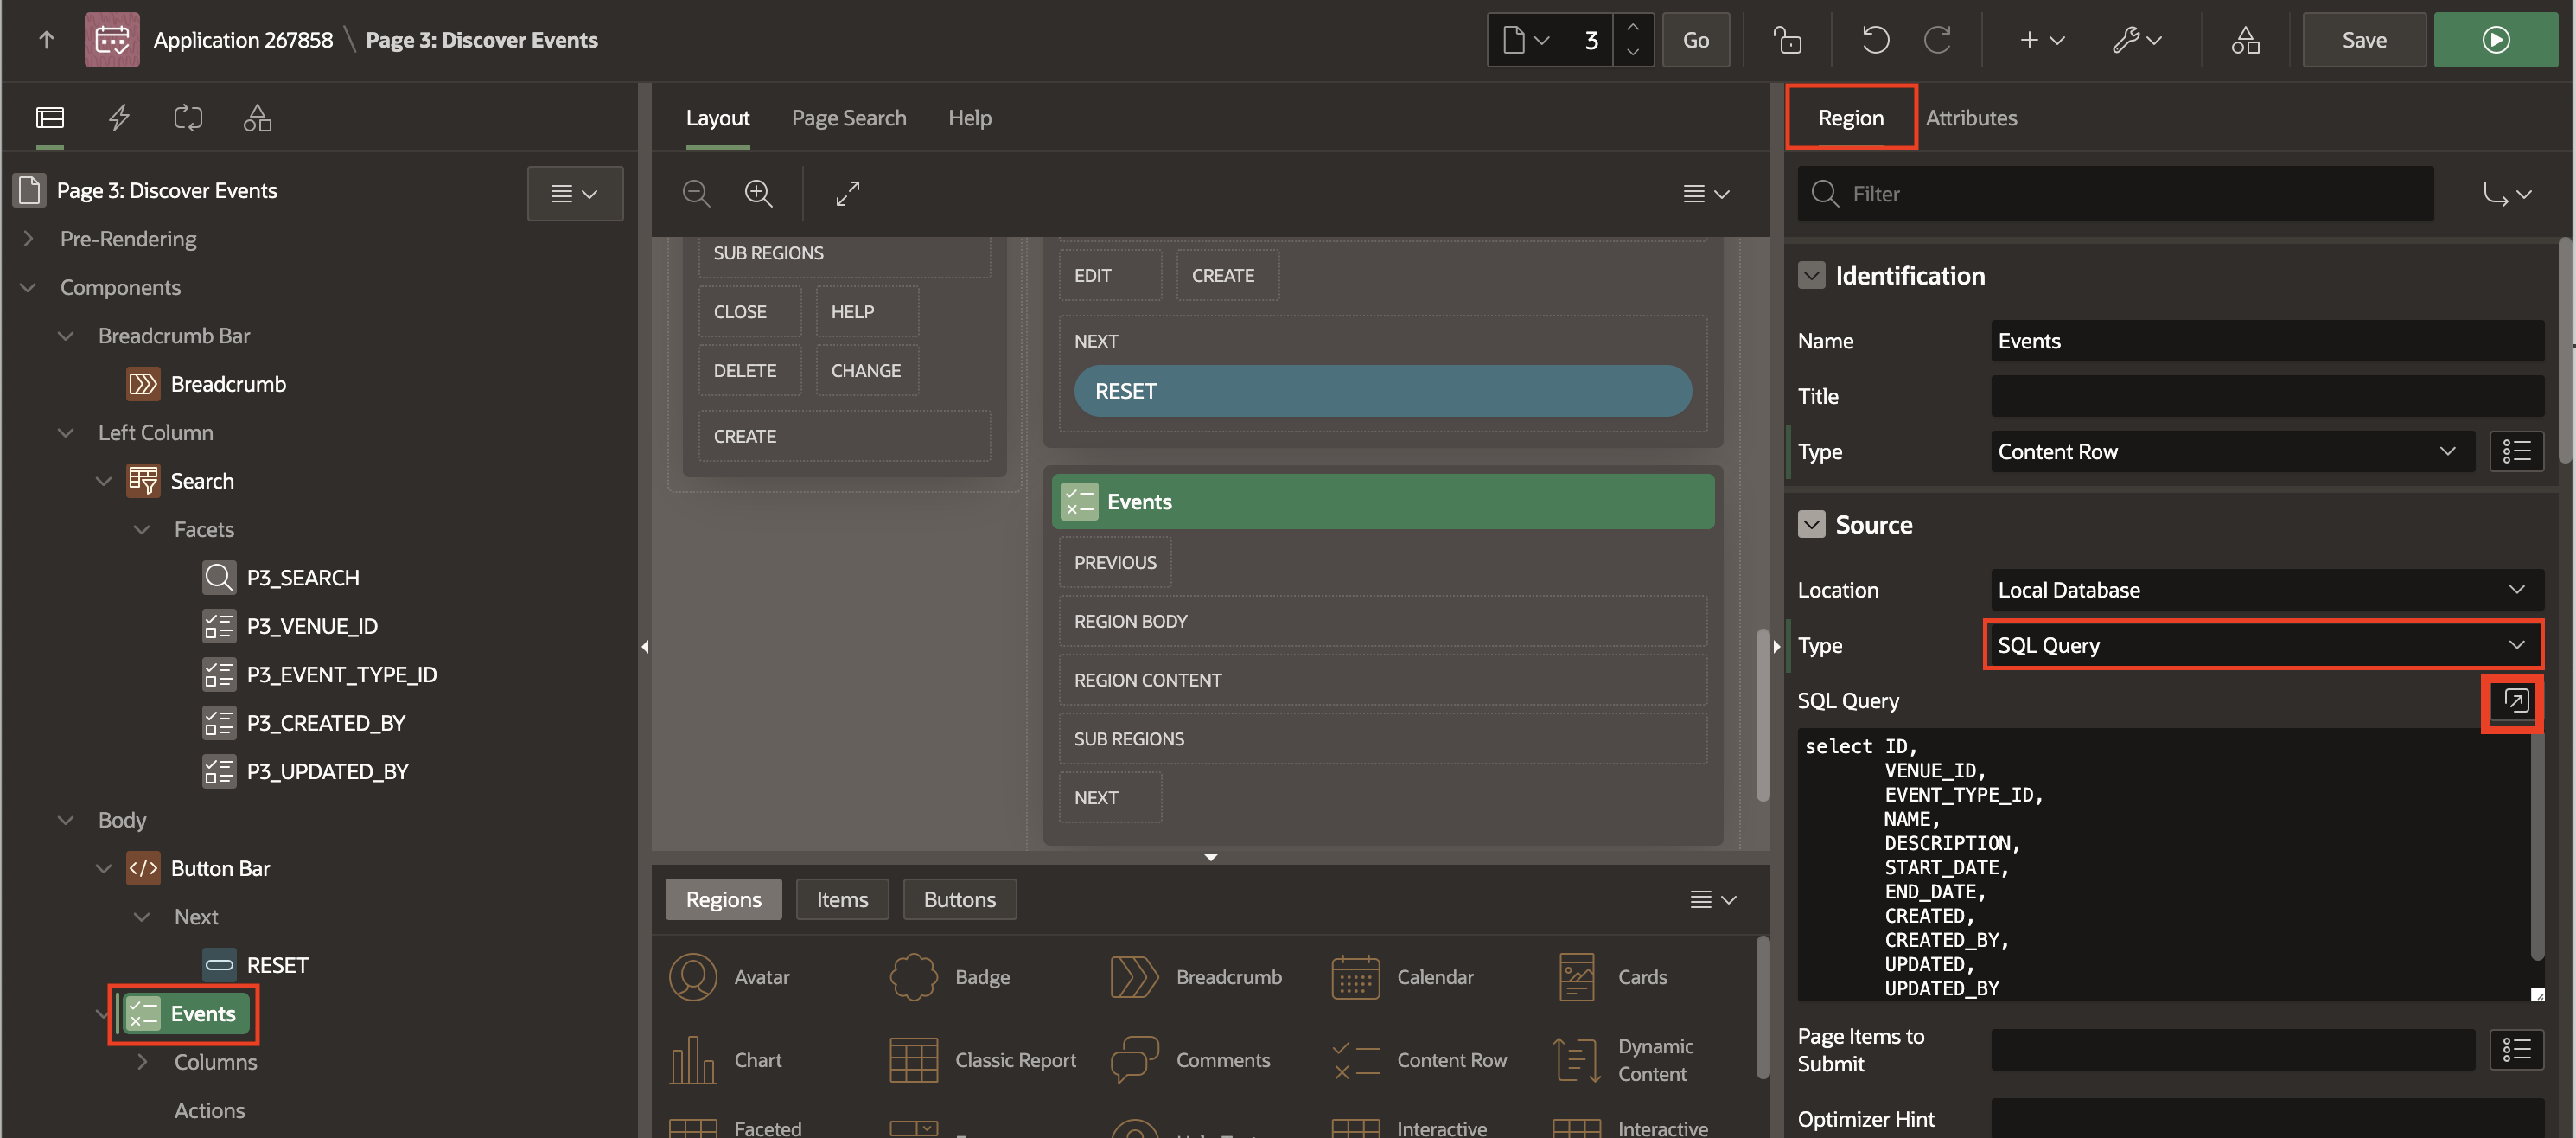 Application 267858 \ Page 3: Discover Events
3
Go
Save
Page 3: Discover Events
Pre-Rendering
Components
Breadcrumb Bar
Breadcrumb
Left Column
Search
Facets
P3_SEARCH
P3_VENUE_ID
P3_EVENT_TYPE_ID
P3_CREATED_BY
P3_UPDATED_BY
Body
Button Bar
Next
RESET
Events
Columns
Actions
Layout Page Search Help
SUB REGIONS
CLOSE HELP
DELETE CHANGE
CREATE
EDIT CREATE
NEXT
RESET
Events
PREVIOUS
REGION BODY
REGION CONTENT
SUB REGIONS
NEXT
Regions Items Buttons
Avatar Badge Breadcrumb Calendar Cards
Chart Classic Report Comments Content Row Dynamic
Content
Faceted Interactive Interactive
Region Attributes
Filter
Identification
Name Events
Title
Type Content Row
Source
Location Local Database
Type SQL Query
SQL Query
select ID,
VENUE_ID,
EVENT_TYPE_ID,
NAME,
DESCRIPTION,
START_DATE,
END_DATE,
CREATED,
CREATED_BY,
UPDATED,
UPDATED_BY
Page Items to
Submit
Optimizer Hint